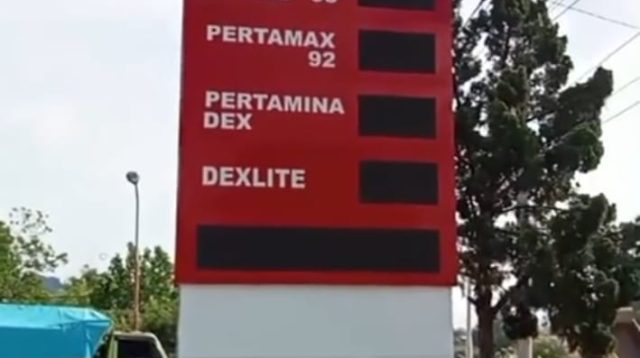 PERTAMAX
92
PERTAMINA
DEX
DEXLITE